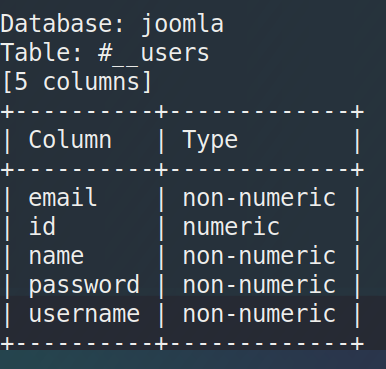 Database: joomla
Table: #__users
[5 columns]
+----------+-------------+
| Column   | Type        |
+----------+-------------+
| email    | non-numeric |
| id       | numeric     |
| name     | non-numeric |
| password | non-numeric |
| username | non-numeric |
+----------+-------------+